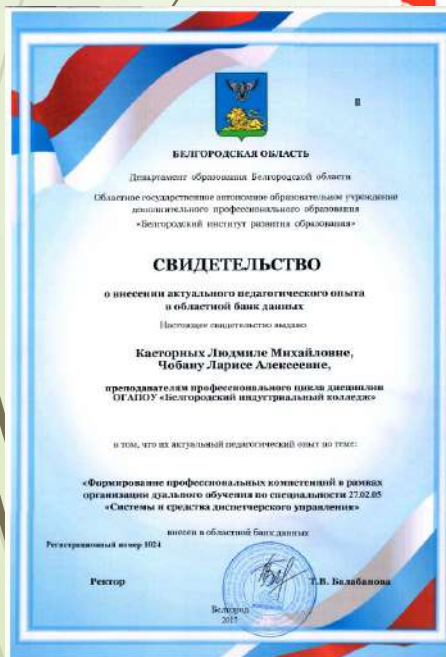 БЕЛГОРОДСКАЯ ОБЛАСТЬ
Департамент образования Белгородской области
Областное государственное автономное образовательное учреждение
дополнительного профессионального образования
«Белгородский институт развития образования»
СВИДЕТЕЛЬСТВО
о внесении актуального педагогического опыта
в областной банк данных
Настоящее свидетельство выдано
Касторных Людмиле Михайловне,
Чобану Ларисе Алексеевне,
преподавателям профессионального цикла дисциплин
ОГАПОУ «Белгородский индустриальный колледж»
в том, что их актуальный педагогический опыт по теме:
«Формирование профессиональных компетенций в рамках
организации дуального обучения по специальности 27.02.05
«Системы и средства диспетчерского управления»
внесен в областной банк данных
Регистрационный номер 1024
Ректор
Т.В. Балабанова
Белгород